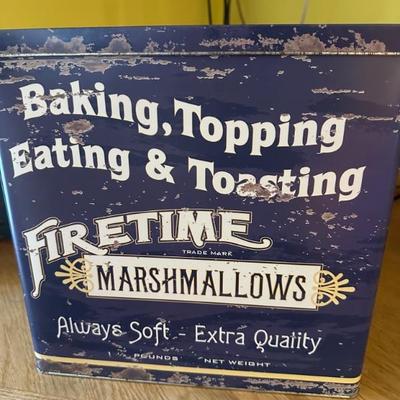 Baking, Topping
Eating & Toasting
FIRETIME
TRADE MARK
MARSHMALLOWS
Always Soft - Extra Quality
POUNDS NET WEIGHT